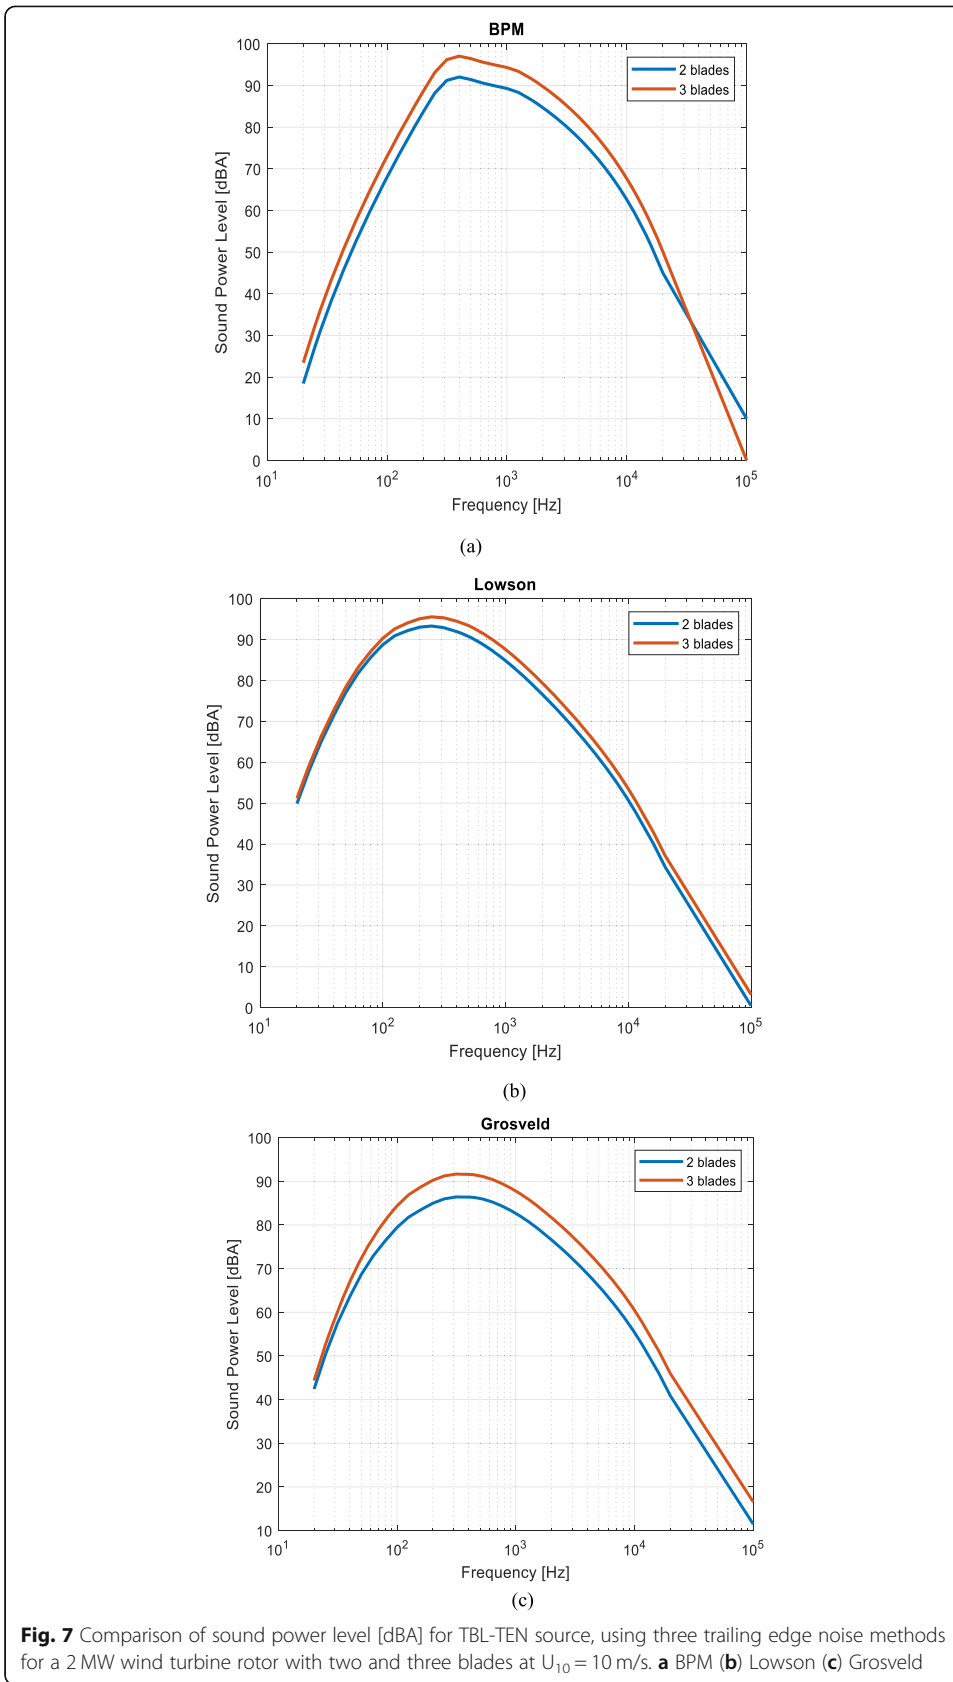 BPM
100
90
80
70
60
50
40
30
20
10
0
Sound Power Level [dBA]
2 blades
3 blades
10^1
10^2
10^3
10^4
10^5
Frequency [Hz]
(a)
Lowson
100
90
80
70
60
50
40
30
20
10
0
Sound Power Level [dBA]
2 blades
3 blades
10^1
10^2
10^3
10^4
10^5
Frequency [Hz]
(b)
Grosveld
100
90
80
70
60
50
40
30
20
10
Sound Power Level [dBA]
2 blades
3 blades
10^1
10^2
10^3
10^4
10^5
Frequency [Hz]
(c)
Fig. 7 Comparison of sound power level [dBA] for TBL-TEN source, using three trailing edge noise methods
for a 2 MW wind turbine rotor with two and three blades at U₁₀ = 10 m/s. a BPM (b) Lowson (c) Grosveld